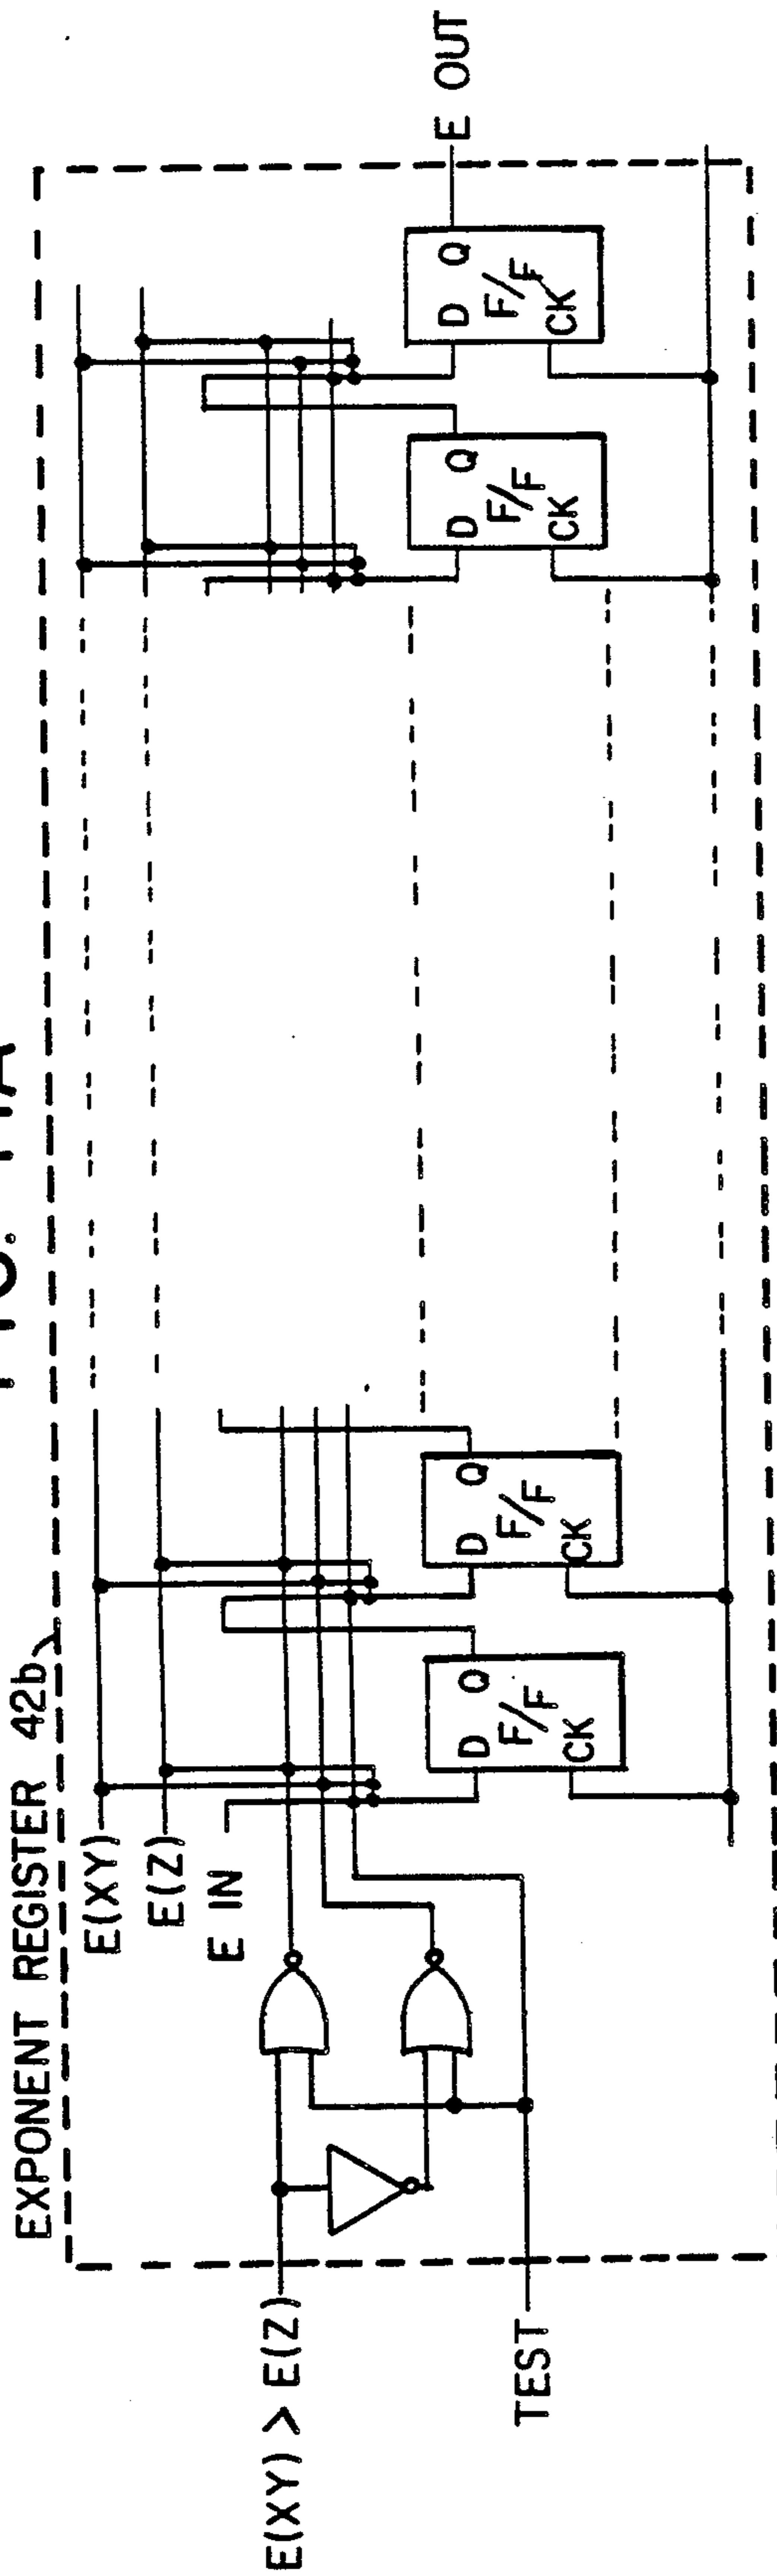 EXPONENT REGISTER 42b
E(XY)
E(Z)
E IN
E(XY) > E(Z)
TEST
D Q
F/F
CK
D Q
F/F
CK
D Q
F/F
CK
D Q
F/F
CK
E OUT